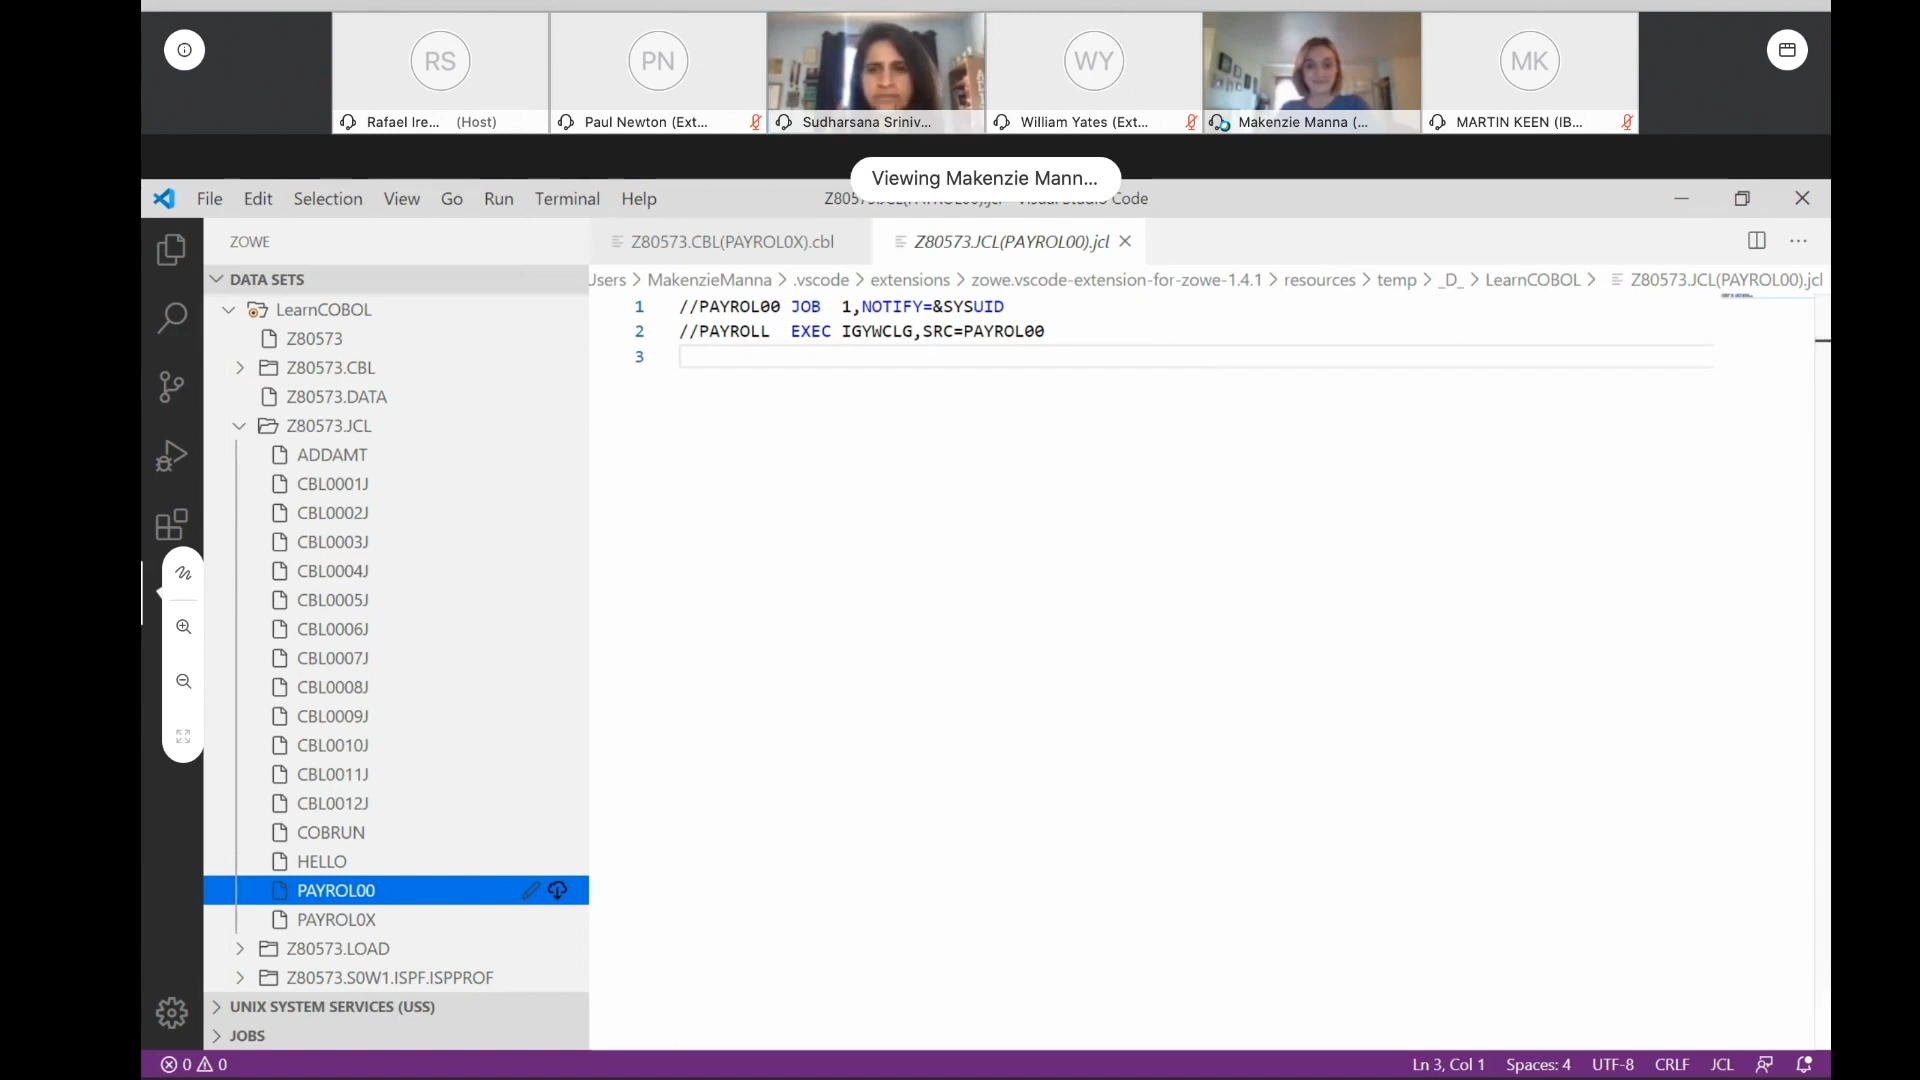 RS
PN
WY
MK
Rafael Ire... (Host)
Paul Newton (Ext...
Sudharsana Sriniv...
William Yates (Ext...
Makenzie Manna (...
MARTIN KEEN (IB...
Viewing Makenzie Mann...
File Edit Selection View Go Run Terminal Help
Code
ZOWE
Z80573.CBL(PAYROL0X).cbl
Z80573.JCL(PAYROL00).jcl
DATA SETS
Users > MakenzieManna > .vscode > extensions > zowe.vscode-extension-for-zowe-1.4.1 > resources > temp > _D_ > LearnCOBOL > Z80573.JCL(PAYROL00).jcl
LearnCOBOL
Z80573
Z80573.CBL
Z80573.DATA
Z80573.JCL
ADDAMT
CBL0001J
CBL0002J
CBL0003J
CBL0004J
CBL0005J
CBL0006J
CBL0007J
CBL0008J
CBL0009J
CBL0010J
CBL0011J
CBL0012J
COBRUN
HELLO
PAYROL00
PAYROL0X
Z80573.LOAD
Z80573.S0W1.ISPF.ISPPROF
UNIX SYSTEM SERVICES (USS)
JOBS
1 //PAYROL00 JOB 1,NOTIFY=&SYSUID
2 //PAYROLL EXEC IGYWCLG,SRC=PAYROL00
3
0 0
Ln 3, Col 1 Spaces: 4 UTF-8 CRLF JCL